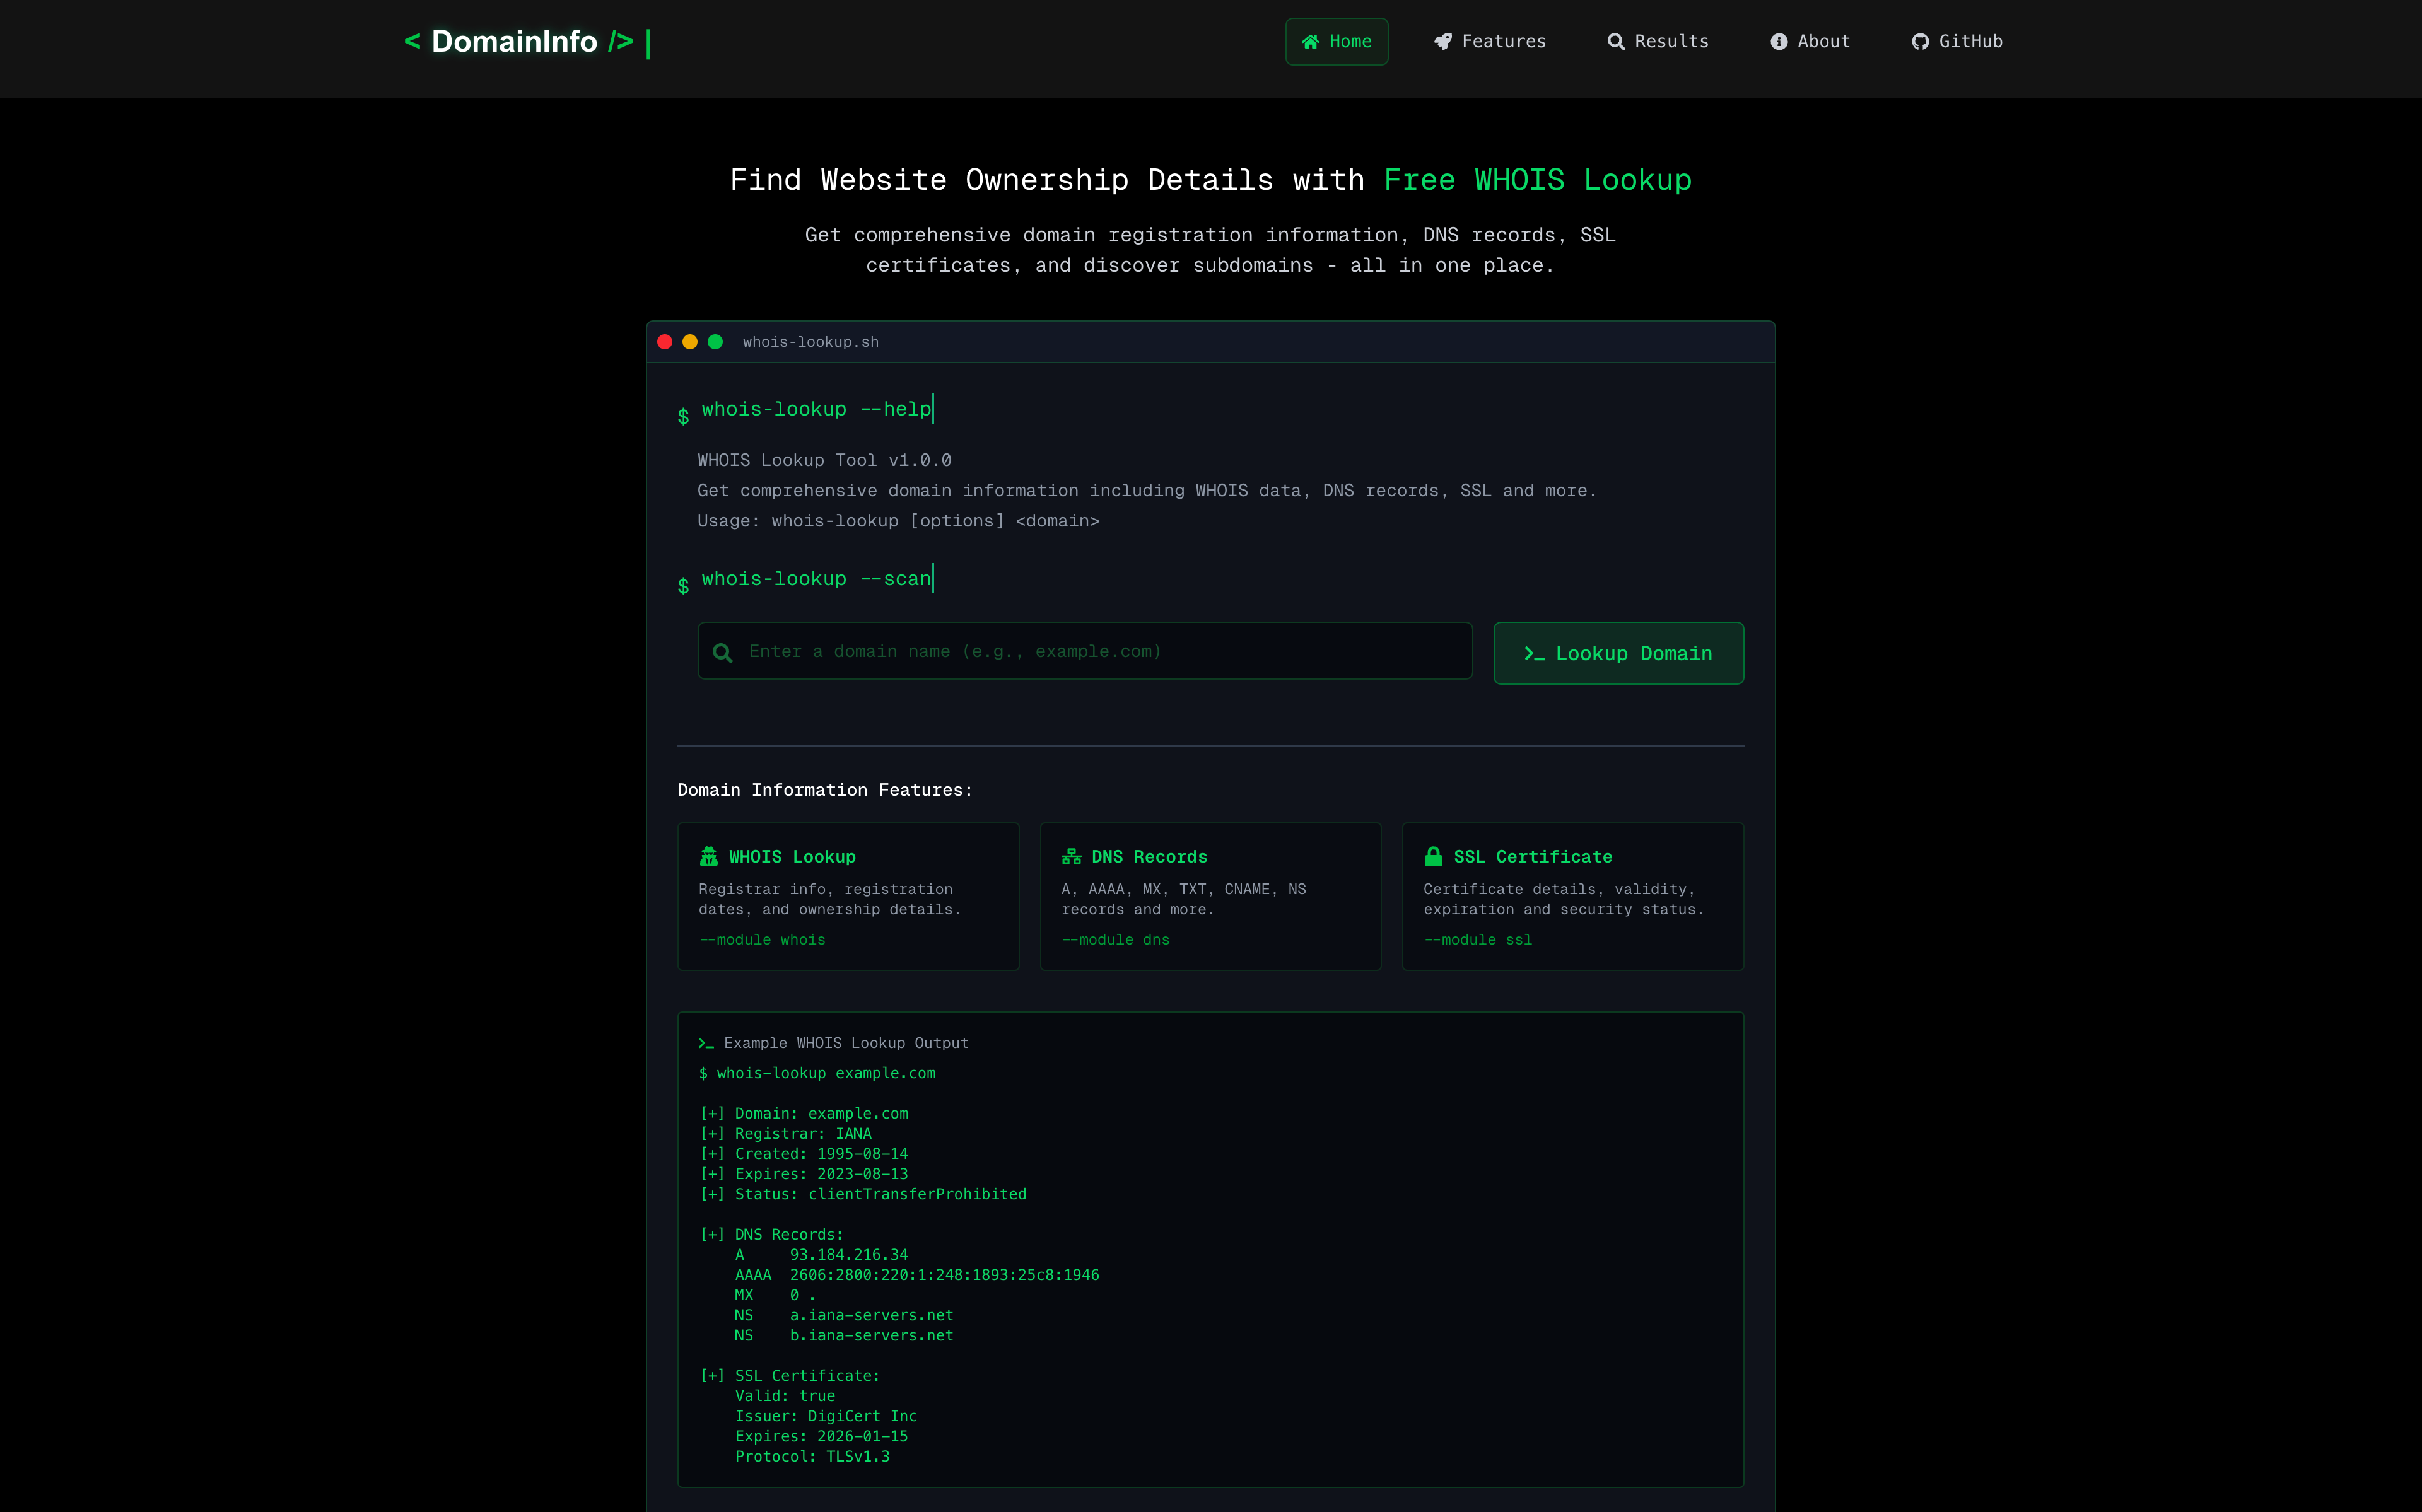 < DomainInfo /> |
Home
Features
Results
About
GitHub
Find Website Ownership Details with Free WHOIS Lookup
Get comprehensive domain registration information, DNS records, SSL
certificates, and discover subdomains - all in one place.
whois-lookup.sh
$ whois-lookup --help
WHOIS Lookup Tool v1.0.0
Get comprehensive domain information including WHOIS data, DNS records, SSL and more.
Usage: whois-lookup [options] <domain>
$ whois-lookup --scan
Enter a domain name (e.g., example.com)
Lookup Domain
Domain Information Features:
WHOIS Lookup
Registrar info, registration
dates, and ownership details.
--module whois
DNS Records
A, AAAA, MX, TXT, CNAME, NS
records and more.
--module dns
SSL Certificate
Certificate details, validity,
expiration and security status.
--module ssl
Example WHOIS Lookup Output
$ whois-lookup example.com
[+] Domain: example.com
[+] Registrar: IANA
[+] Created: 1995-08-14
[+] Expires: 2023-08-13
[+] Status: clientTransferProhibited
[+] DNS Records:
A 93.184.216.34
AAAA 2606:2800:220:1:248:1893:25c8:1946
MX 0 .
NS a.iana-servers.net
NS b.iana-servers.net
[+] SSL Certificate:
Valid: true
Issuer: DigiCert Inc
Expires: 2026-01-15
Protocol: TLSv1.3